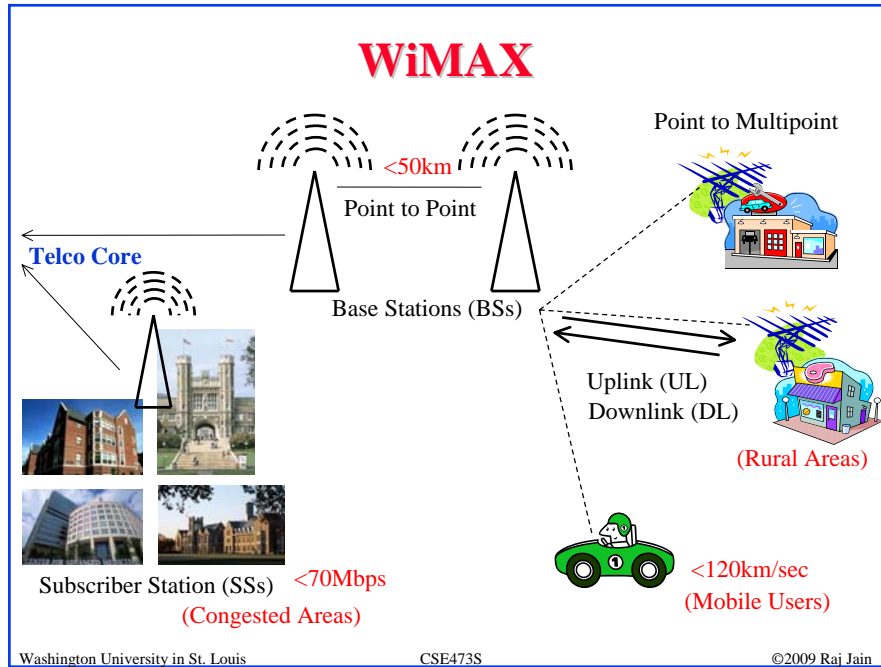 WiMAX
Point to Multipoint
<50km
Point to Point
Telco Core
Base Stations (BSs)
Uplink (UL)
Downlink (DL)
(Rural Areas)
1
Subscriber Station (SSs)
<70Mbps
(Congested Areas)
<120km/sec
(Mobile Users)
Washington University in St. Louis
CSE473S
©2009 Raj Jain